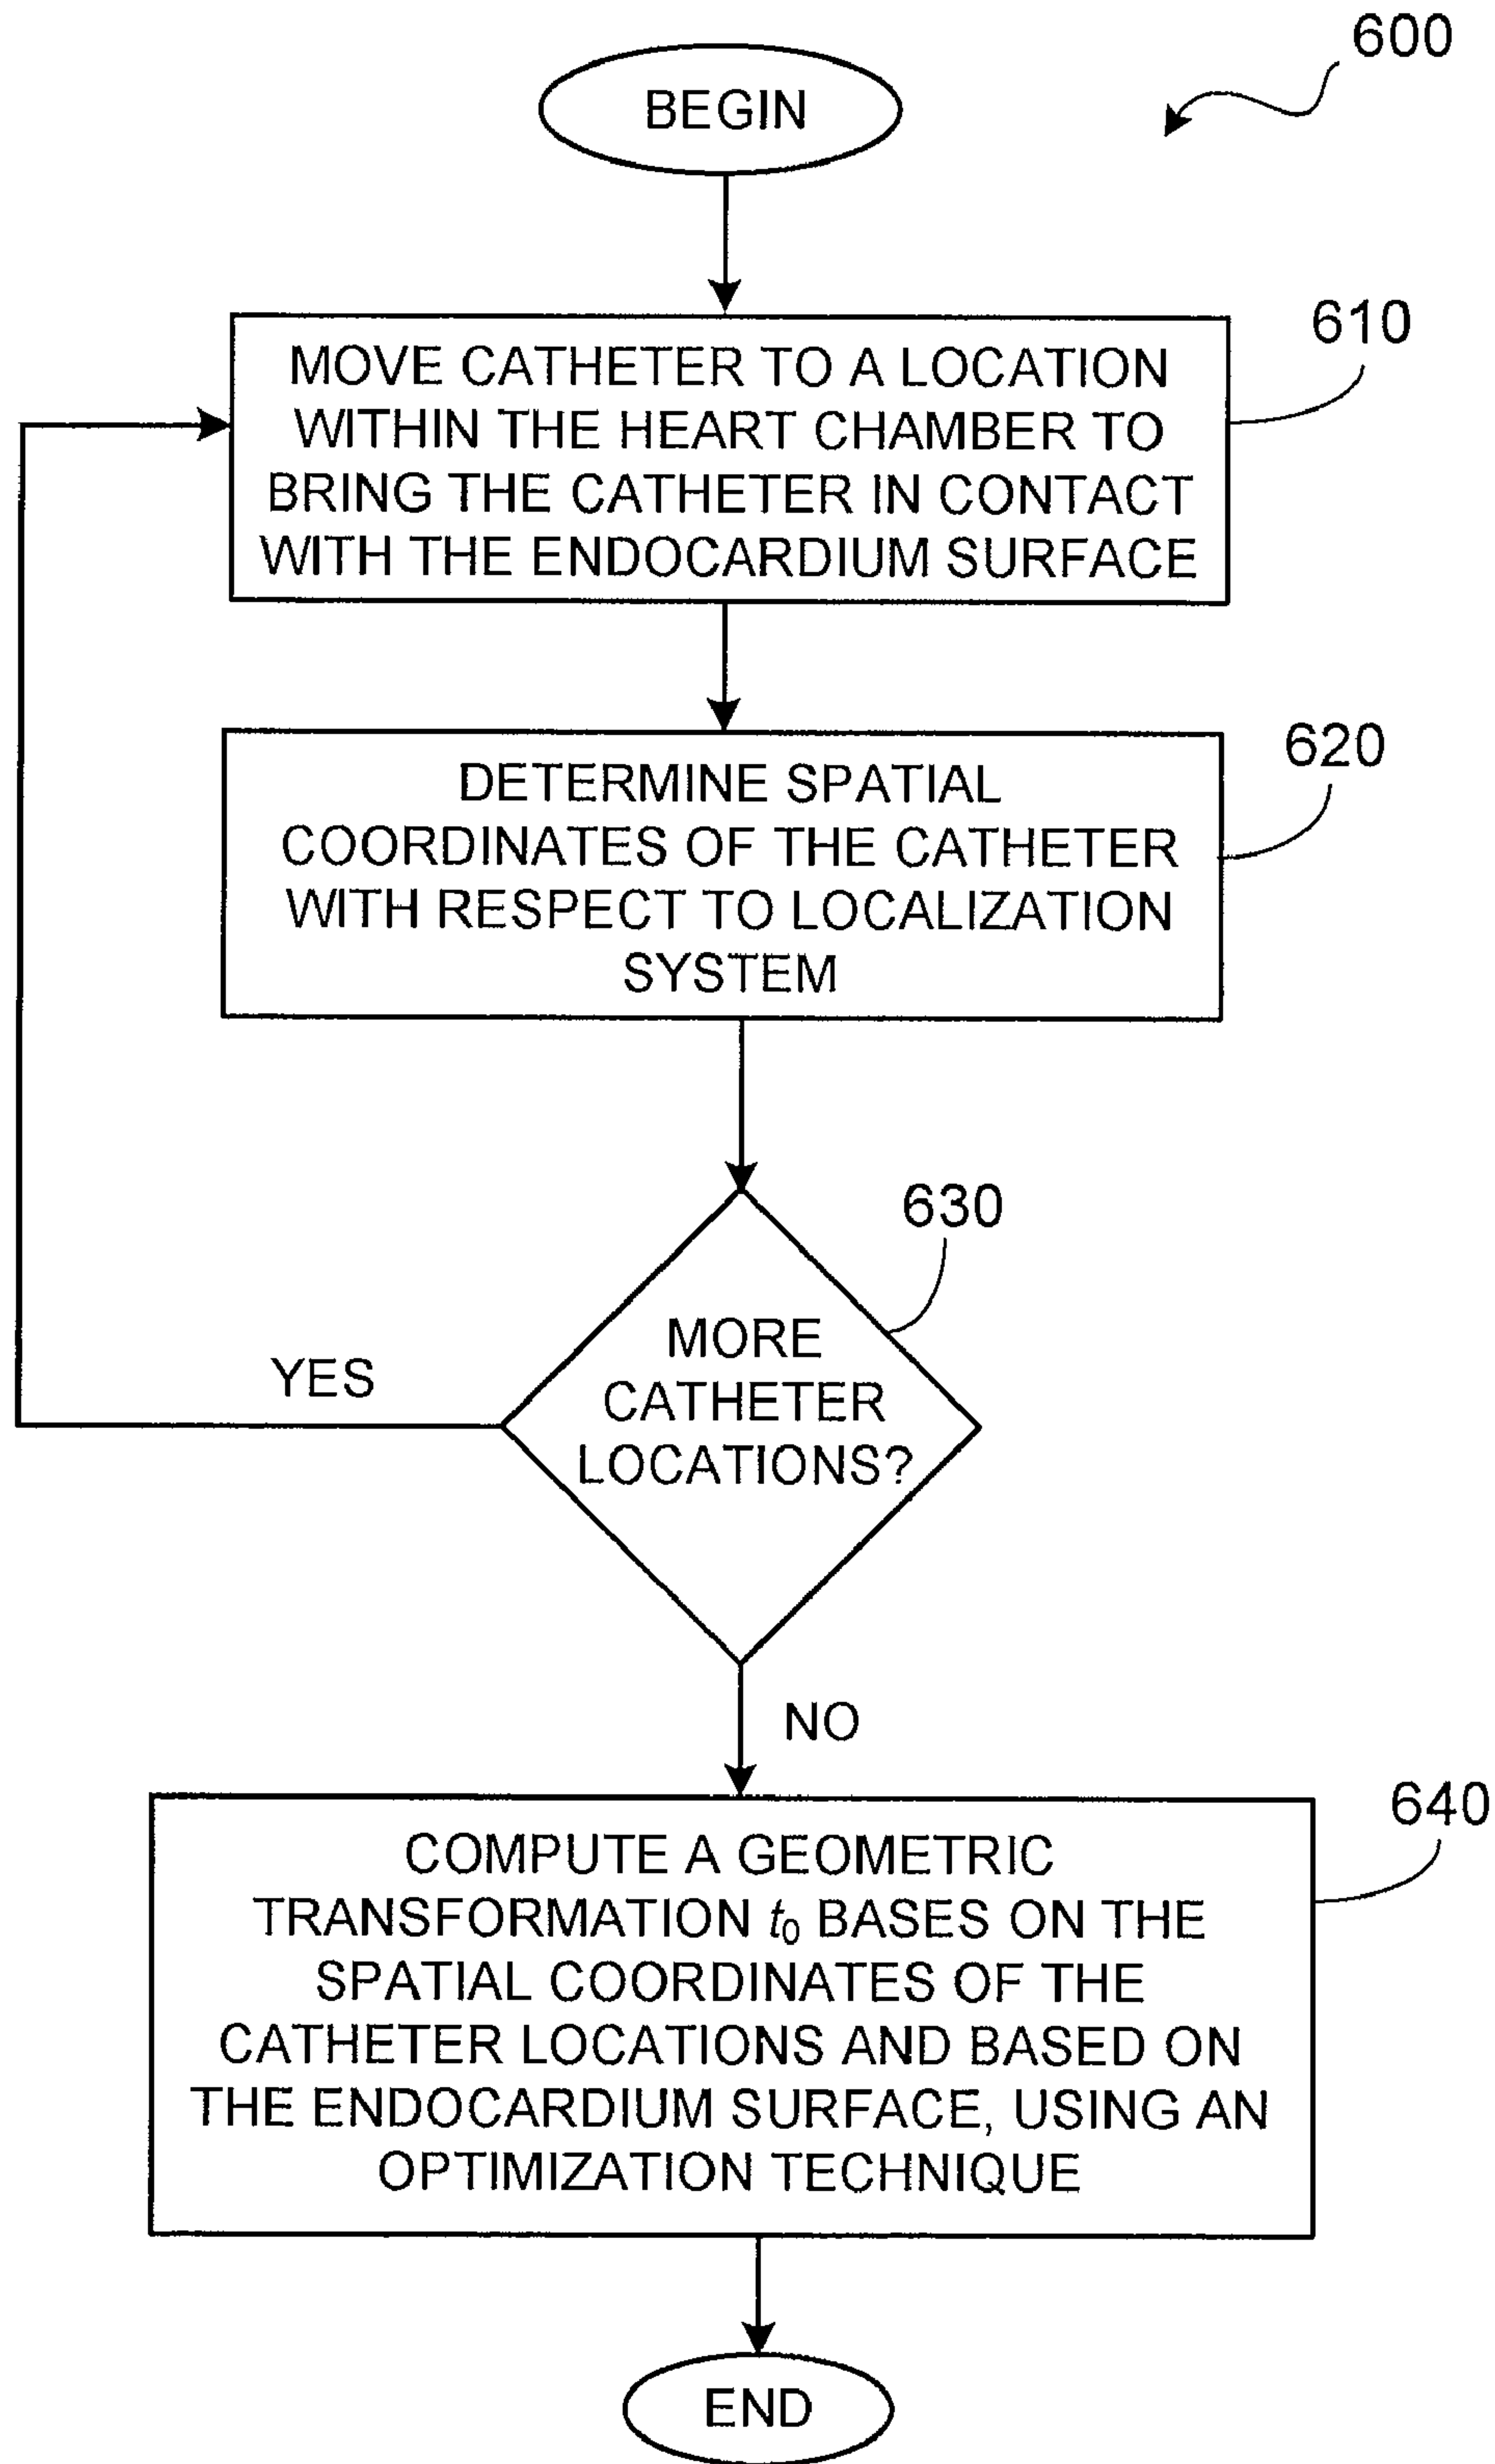 600
BEGIN
610
MOVE CATHETER TO A LOCATION
WITHIN THE HEART CHAMBER TO
BRING THE CATHETER IN CONTACT
WITH THE ENDOCARDIUM SURFACE
620
DETERMINE SPATIAL
COORDINATES OF THE CATHETER
WITH RESPECT TO LOCALIZATION
SYSTEM
630
MORE
CATHETER
LOCATIONS?
YES
NO
640
COMPUTE A GEOMETRIC
TRANSFORMATION t₀ BASES ON THE
SPATIAL COORDINATES OF THE
CATHETER LOCATIONS AND BASED ON
THE ENDOCARDIUM SURFACE, USING AN
OPTIMIZATION TECHNIQUE
END